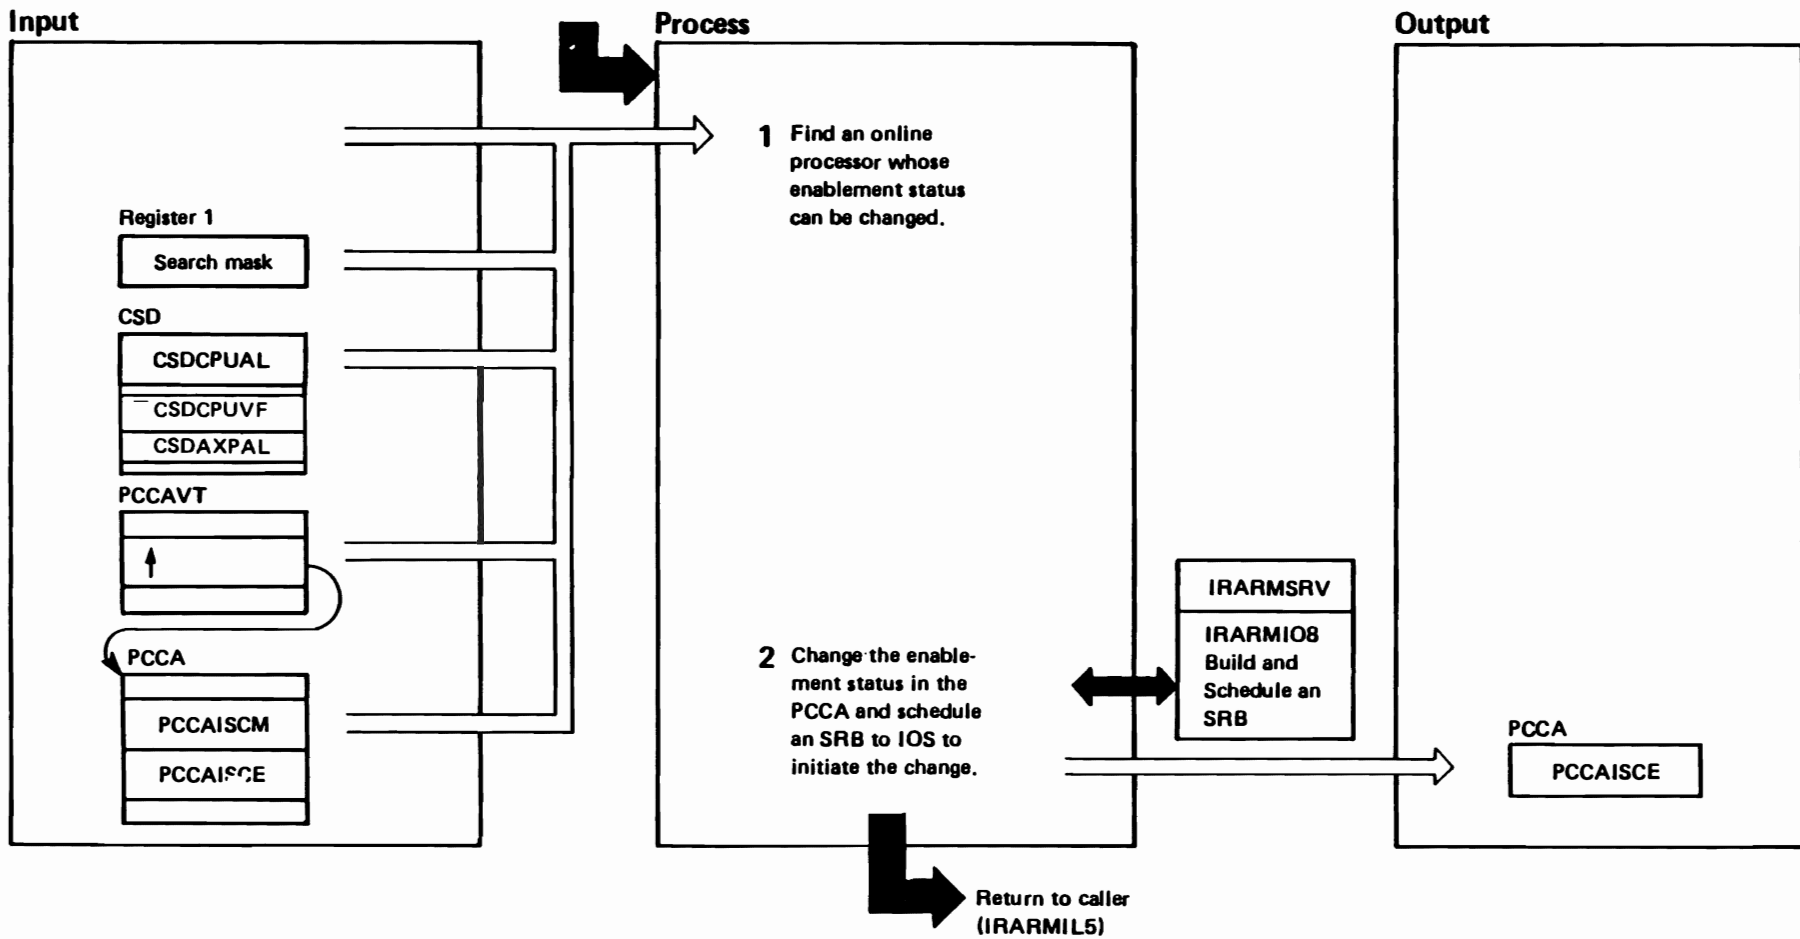 Input
Process
Output
1 Find an online
processor whose
enablement status
can be changed.
Register 1
Search mask
CSD
CSDCPUAL
CSDCPUVF
CSDAXPAL
PCCAVT
PCCA
PCCAISCM
PCCAISCE
2 Change the enable-
ment status in the
PCCA and schedule
an SRB to IOS to
initiate the change.
IRARMSRV
IRARMIO8
Build and
Schedule an
SRB
PCCA
PCCAISCE
Return to caller
(IRARMIL5)